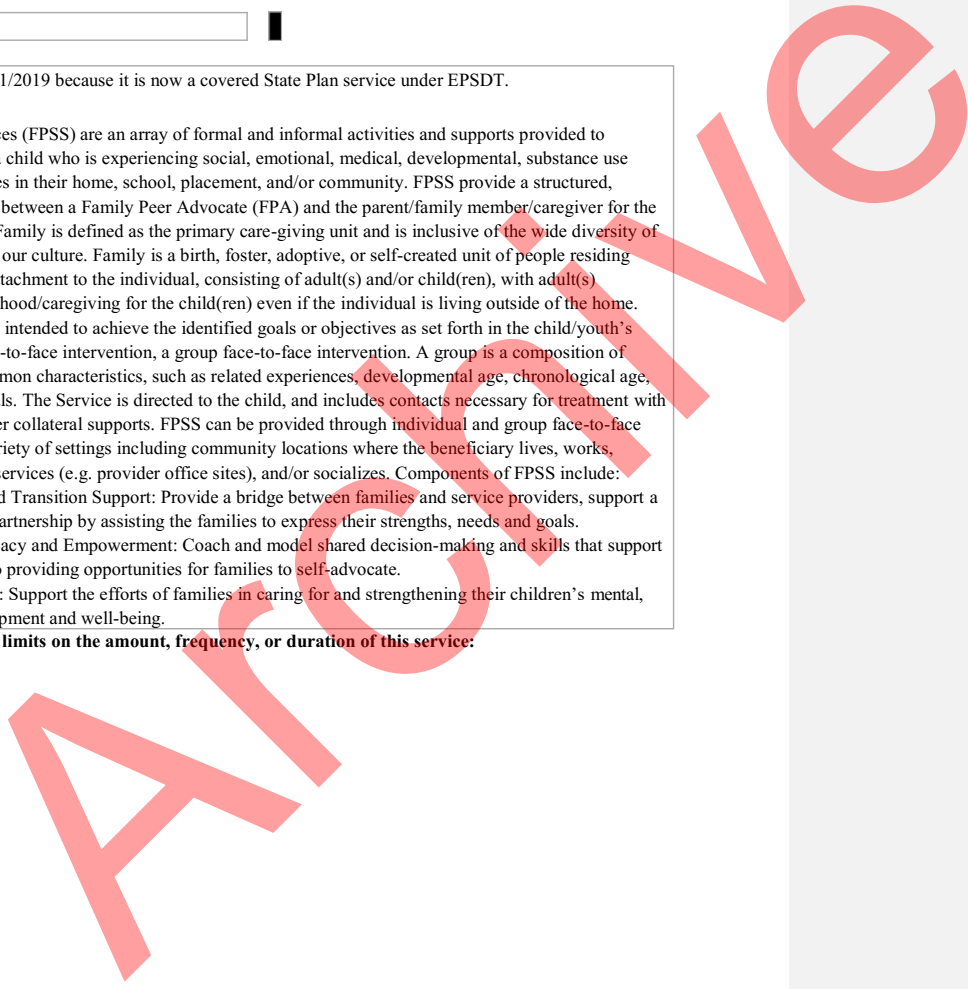 1/2019 because it is now a covered State Plan service under EPSDT.
ces (FPSS) are an array of formal and informal activities and supports provided to
child who is experiencing social, emotional, medical, developmental, substance use
es in their home, school, placement, and/or community. FPSS provide a structured,
between a Family Peer Advocate (FPA) and the parent/family member/caregiver for the
Family is defined as the primary care-giving unit and is inclusive of the wide diversity of
our culture. Family is a birth, foster, adoptive, or self-created unit of people residing
ttachment to the individual, consisting of adult(s) and/or child(ren), with adult(s)
hood/caregiving for the child(ren) even if the individual is living outside of the home.
intended to achieve the identified goals or objectives as set forth in the child/youth's
-to-face intervention, a group face-to-face intervention. A group is a composition of
mon characteristics, such as related experiences, developmental age, chronological age,
ls. The Service is directed to the child, and includes contacts necessary for treatment with
er collateral supports. FPSS can be provided through individual and group face-to-face
riety of settings including community locations where the beneficiary lives, works,
services (e.g. provider office sites), and/or socializes. Components of FPSS include:
d Transition Support: Provide a bridge between families and service providers, support a
artnership by assisting the families to express their strengths, needs and goals.
acy and Empowerment: Coach and model shared decision-making and skills that support
o providing opportunities for families to self-advocate.
: Support the efforts of families in caring for and strengthening their children's mental,
opment and well-being.
limits on the amount, frequency, or duration of this service:
Archive